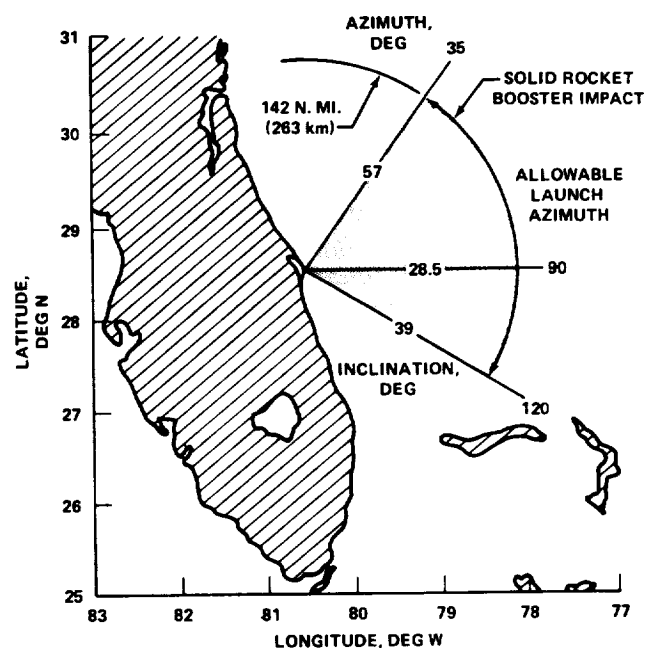 AZIMUTH,
DEG
35
SOLID ROCKET
BOOSTER IMPACT
142 N. MI.
(263 km)
57
ALLOWABLE
LAUNCH
AZIMUTH
28.5
90
39
INCLINATION,
DEG
120
LATITUDE,
DEG N
31
30
29
28
27
26
25
83
82
81
80
79
78
77
LONGITUDE, DEG W